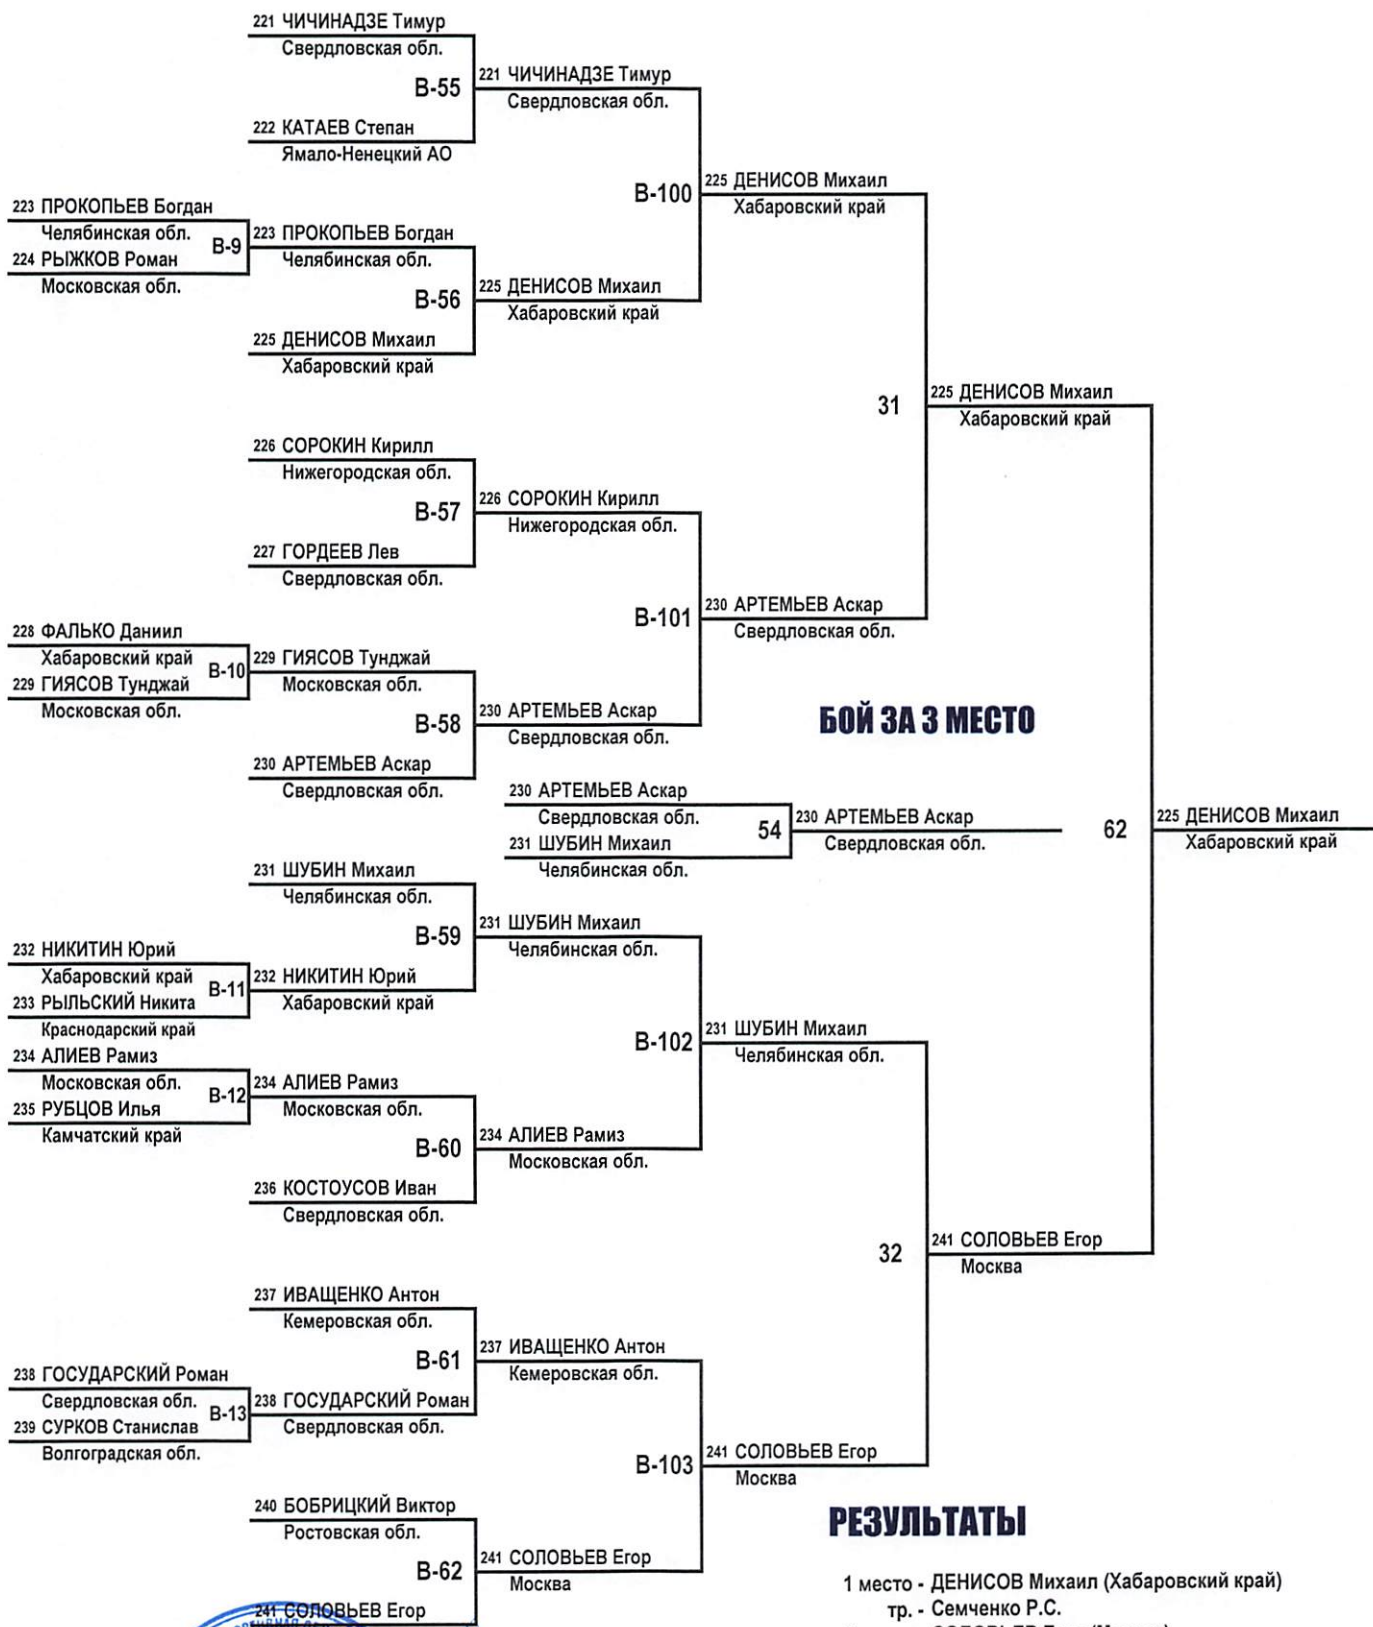 221 ЧИЧИНАДЗЕ Тимур
Свердловская обл.
В-55
222 КАТАЕВ Степан
Ямало-Ненецкий АО
221 ЧИЧИНАДЗЕ Тимур
Свердловская обл.
В-100
225 ДЕНИСОВ Михаил
Хабаровский край
223 ПРОКОПЬЕВ Богдан
Челябинская обл.
В-9
224 РЫЖКОВ Роман
Московская обл.
223 ПРОКОПЬЕВ Богдан
Челябинская обл.
В-56
225 ДЕНИСОВ Михаил
Хабаровский край
225 ДЕНИСОВ Михаил
Хабаровский край
31
225 ДЕНИСОВ Михаил
Хабаровский край
226 СОРОКИН Кирилл
Нижегородская обл.
В-57
227 ГОРДЕЕВ Лев
Свердловская обл.
226 СОРОКИН Кирилл
Нижегородская обл.
В-101
230 АРТЕМЬЕВ Аскар
Свердловская обл.
228 ФАЛЬКО Даниил
Хабаровский край
В-10
229 ГИЯСОВ Тунджай
Московская обл.
229 ГИЯСОВ Тунджай
Московская обл.
В-58
230 АРТЕМЬЕВ Аскар
Свердловская обл.
230 АРТЕМЬЕВ Аскар
Свердловская обл.
БОЙ ЗА 3 МЕСТО
230 АРТЕМЬЕВ Аскар
Свердловская обл.
54
231 ШУБИН Михаил
Челябинская обл.
230 АРТЕМЬЕВ Аскар
Свердловская обл.
62
225 ДЕНИСОВ Михаил
Хабаровский край
231 ШУБИН Михаил
Челябинская обл.
В-59
231 ШУБИН Михаил
Челябинская обл.
232 НИКИТИН Юрий
Хабаровский край
В-11
233 РЫЛЬСКИЙ Никита
Краснодарский край
232 НИКИТИН Юрий
Хабаровский край
В-102
231 ШУБИН Михаил
Челябинская обл.
234 АЛИЕВ Рамиз
Московская обл.
В-12
235 РУБЦОВ Илья
Камчатский край
234 АЛИЕВ Рамиз
Московская обл.
В-60
234 АЛИЕВ Рамиз
Московская обл.
236 КОСТОУСОВ Иван
Свердловская обл.
32
241 СОЛОВЬЕВ Егор
Москва
237 ИВАЩЕНКО Антон
Кемеровская обл.
В-61
237 ИВАЩЕНКО Антон
Кемеровская обл.
238 ГОСУДАРСКИЙ Роман
Свердловская обл.
В-13
239 СУРКОВ Станислав
Волгоградская обл.
238 ГОСУДАРСКИЙ Роман
Свердловская обл.
В-103
241 СОЛОВЬЕВ Егор
Москва
240 БОБРИЦКИЙ Виктор
Ростовская обл.
В-62
241 СОЛОВЬЕВ Егор
Москва
241 СОЛОВЬЕВ Егор
РЕЗУЛЬТАТЫ
1 место - ДЕНИСОВ Михаил (Хабаровский край)
тр. - Семченко Р.С.